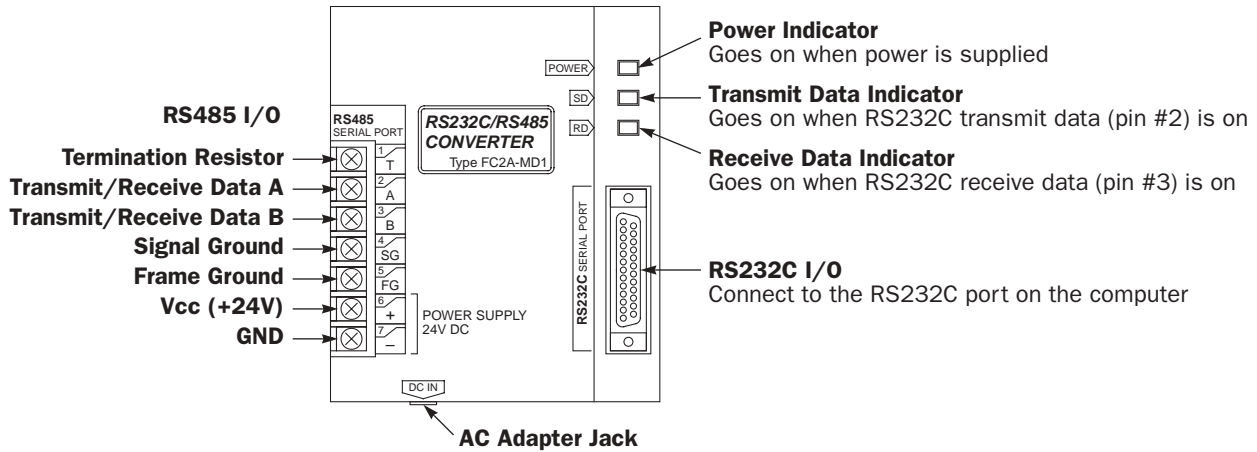 Power Indicator
Goes on when power is supplied
POWER
SD
Transmit Data Indicator
Goes on when RS232C transmit data (pin #2) is on
RD
Receive Data Indicator
Goes on when RS232C receive data (pin #3) is on
RS485 I/O
RS485
SERIAL PORT
RS232C/RS485
CONVERTER
Type FC2A-MD1
Termination Resistor
1
T
Transmit/Receive Data A
2
A
Transmit/Receive Data B
3
B
Signal Ground
4
SG
Frame Ground
5
FG
Vcc (+24V)
6
+
GND
7
–
POWER SUPPLY
24V DC
RS232C SERIAL PORT
RS232C I/O
Connect to the RS232C port on the computer
DC IN
AC Adapter Jack